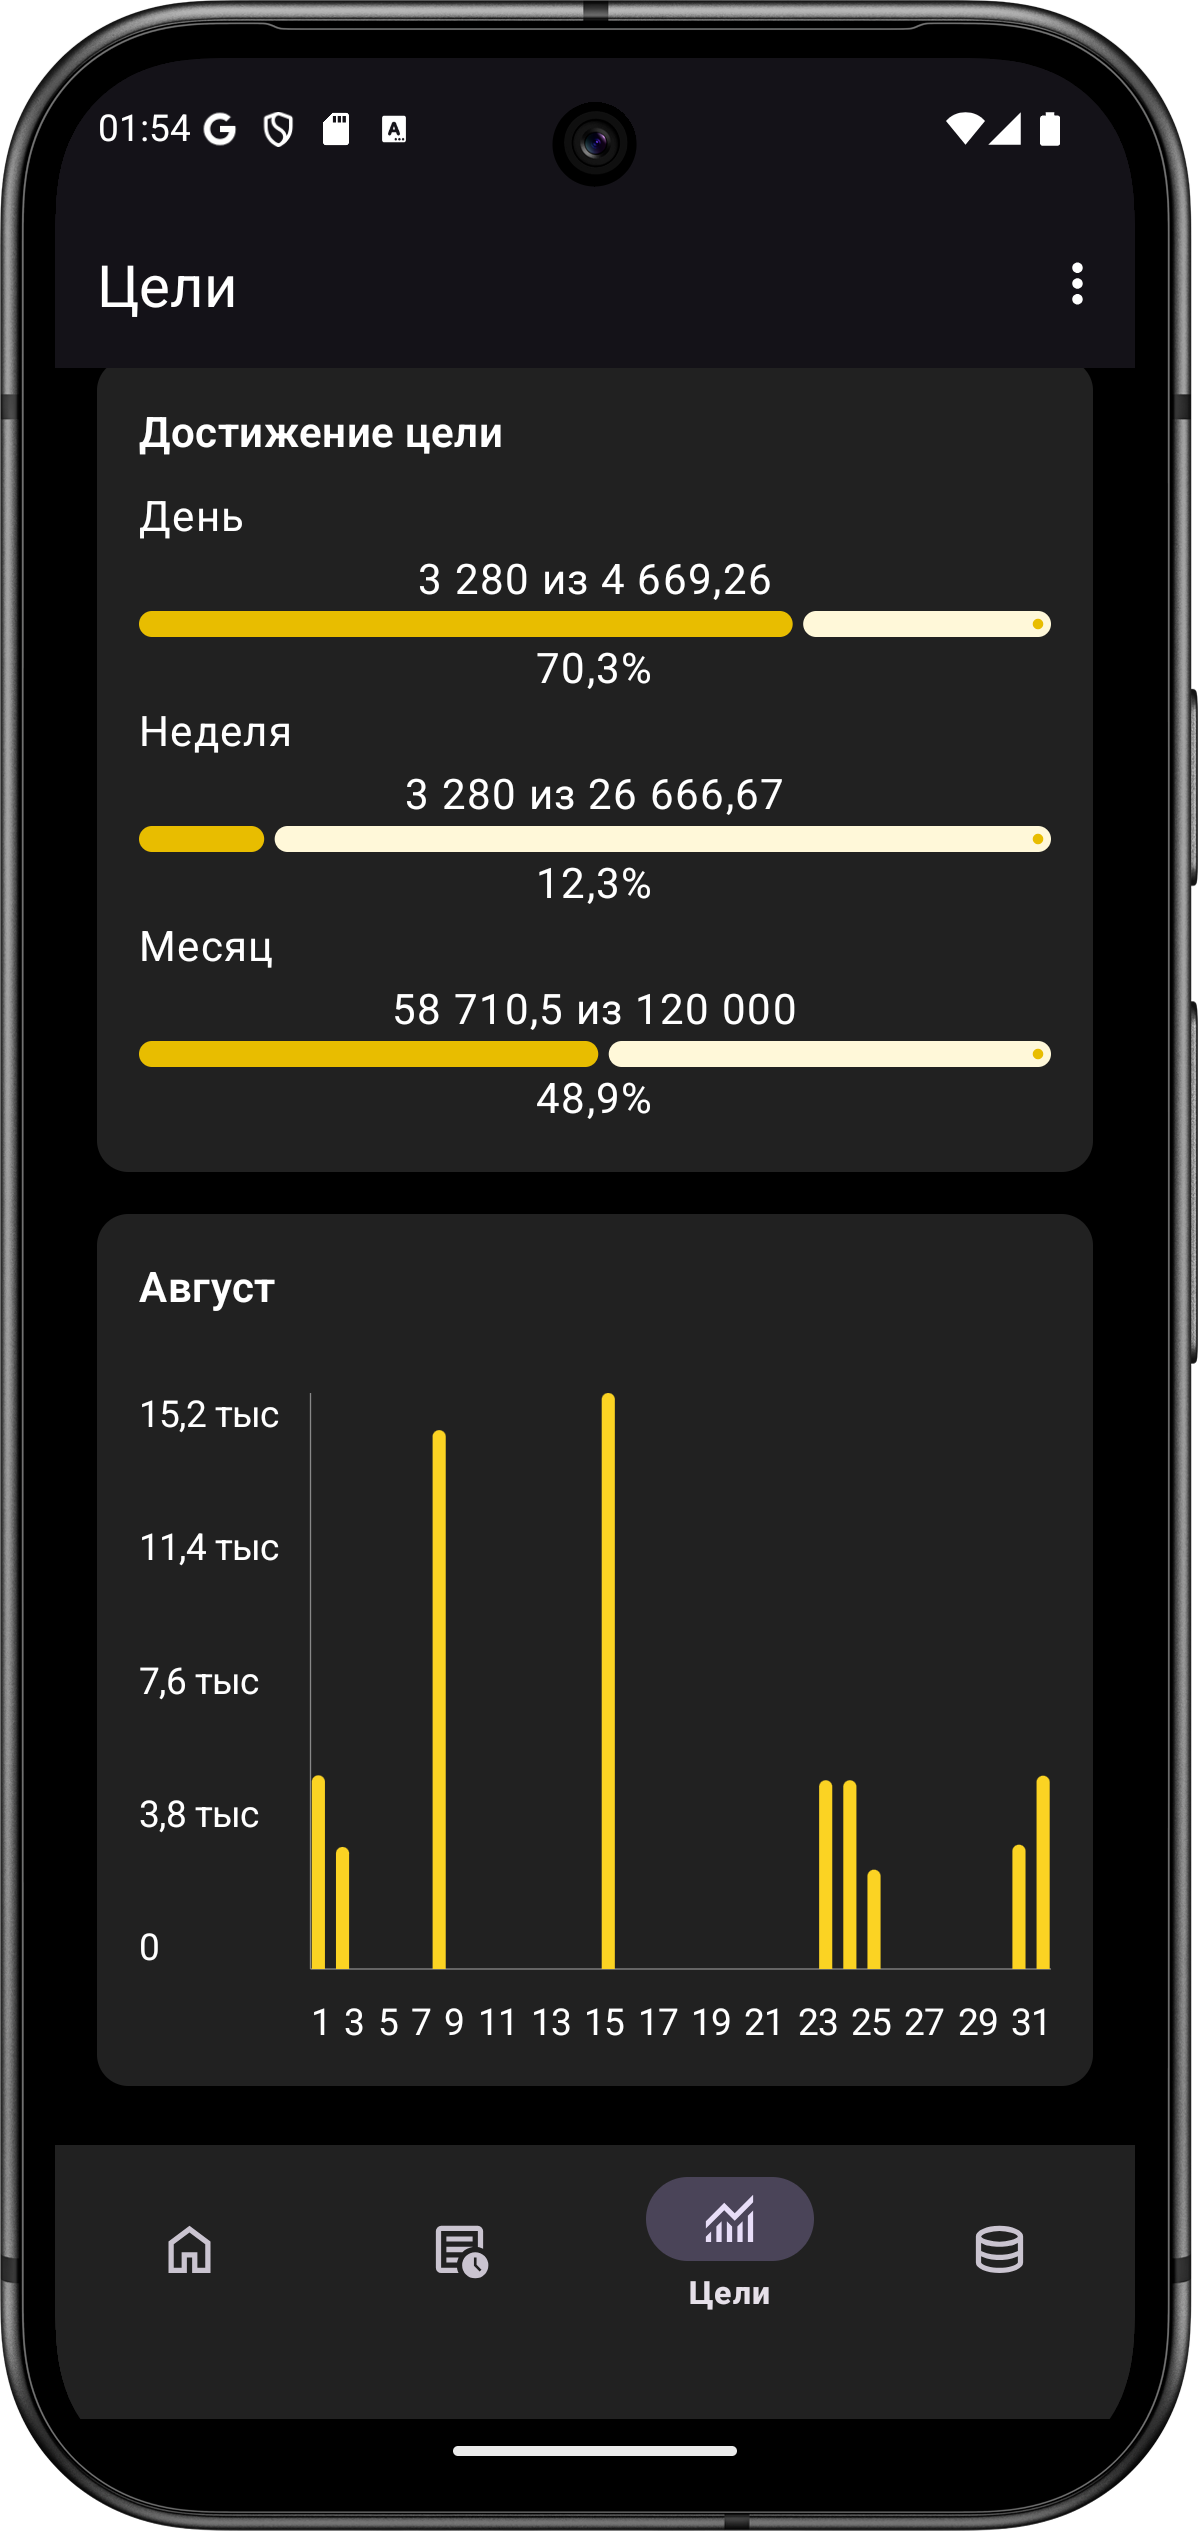 01:54
Цели
Достижение цели
День
3 280 из 4 669,26
70,3%
Неделя
3 280 из 26 666,67
12,3%
Месяц
58 710,5 из 120 000
48,9%
Август
15,2 тыс
11,4 тыс
7,6 тыс
3,8 тыс
0
1 3 5 7 9 11 13 15 17 19 21 23 25 27 29 31
Цели